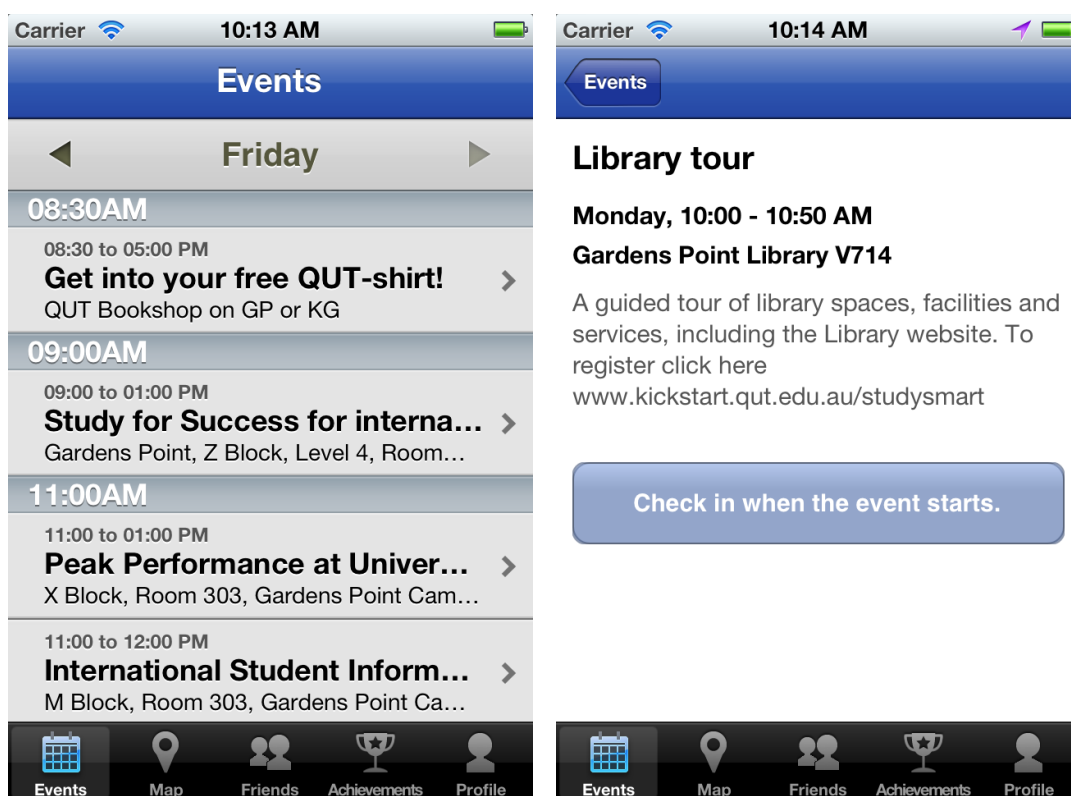 Carrier 10:13 AM
Events
Friday
08:30AM
08:30 to 05:00 PM
Get into your free QUT-shirt!
QUT Bookshop on GP or KG
09:00AM
09:00 to 01:00 PM
Study for Success for interna...
Gardens Point, Z Block, Level 4, Room...
11:00AM
11:00 to 01:00 PM
Peak Performance at Univer...
X Block, Room 303, Gardens Point Cam...
11:00 to 12:00 PM
International Student Inform...
M Block, Room 303, Gardens Point Ca...
Events Map Friends Achievements Profile
Carrier 10:14 AM
Events
Library tour
Monday, 10:00 - 10:50 AM
Gardens Point Library V714
A guided tour of library spaces, facilities and
services, including the Library website. To
register click here
www.kickstart.qut.edu.au/studysmart
Check in when the event starts.
Events Map Friends Achievements Profile